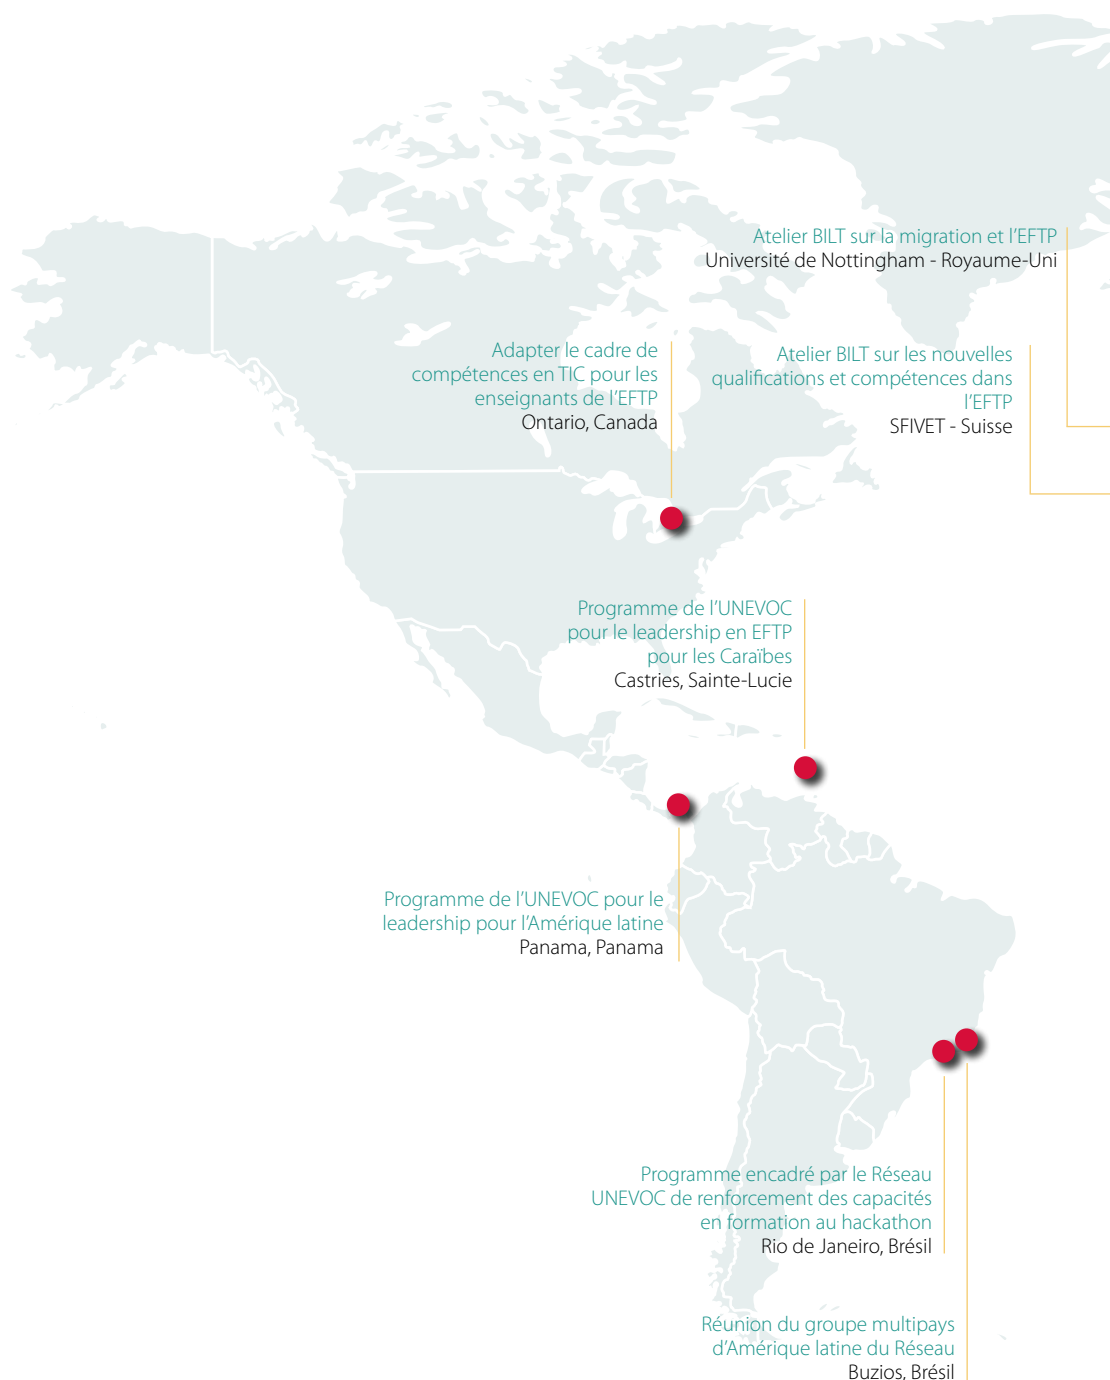 Atelier BILT sur la migration et l’EFTP
Université de Nottingham - Royaume-Uni
Adapter le cadre de
compétences en TIC pour les
enseignants de l’EFTP
Ontario, Canada
Atelier BILT sur les nouvelles
qualifications et compétences dans
l’EFTP
SFIVET - Suisse
Programme de l’UNEVOC
pour le leadership en EFTP
pour les Caraïbes
Castries, Sainte-Lucie
Programme de l’UNEVOC pour le
leadership pour l’Amérique latine
Panama, Panama
Programme encadré par le Réseau
UNEVOC de renforcement des capacités
en formation au hackathon
Rio de Janeiro, Brésil
Réunion du groupe multipays
d’Amérique latine du Réseau
Buzios, Brésil